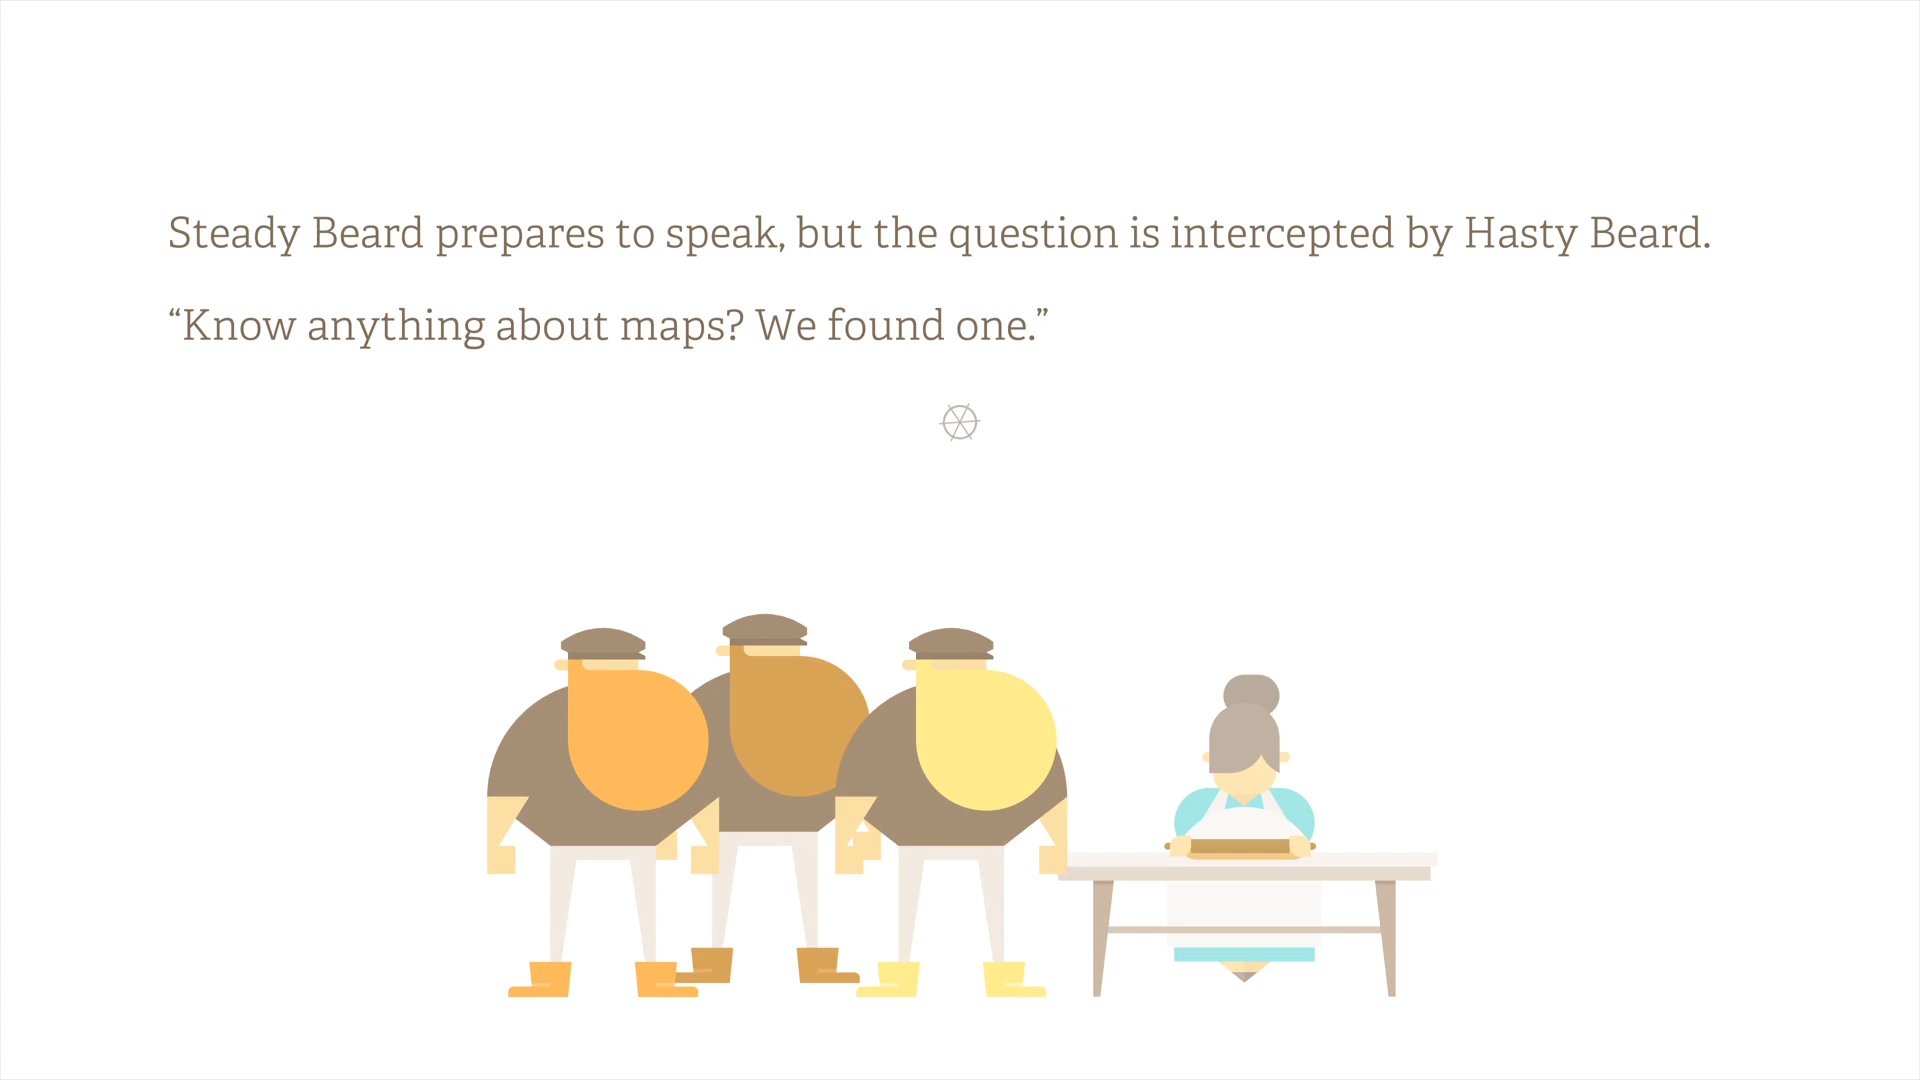 Steady Beard prepares to speak, but the question is intercepted by Hasty Beard.
“Know anything about maps? We found one.”